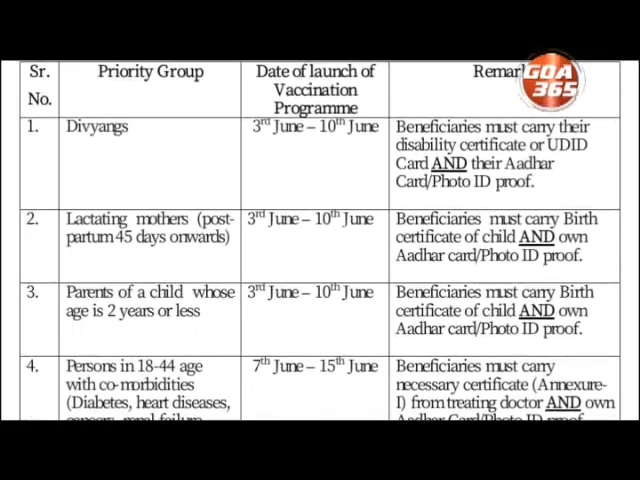 GOA
365
Sr.
No.
Priority Group
Date of launch of
Vaccination
Programme
1.
Divyangs
3rd June – 10th June
Beneficiaries must carry their
disability certificate or UDID
Card AND their Aadhar
Card/Photo ID proof.
2.
Lactating mothers (post-
partum 45 days onwards)
3rd June – 10th June
Beneficiaries must carry Birth
certificate of child AND own
Aadhar card/Photo ID proof.
3.
Parents of a child whose
age is 2 years or less
3rd June – 10th June
Beneficiaries must carry Birth
certificate of child AND own
Aadhar card/Photo ID proof.
4.
Persons in 18-44 age
with co-morbidities
(Diabetes, heart diseases,
7th June – 15th June
Beneficiaries must carry
necessary certificate (Annexure-
I) from treating doctor AND own